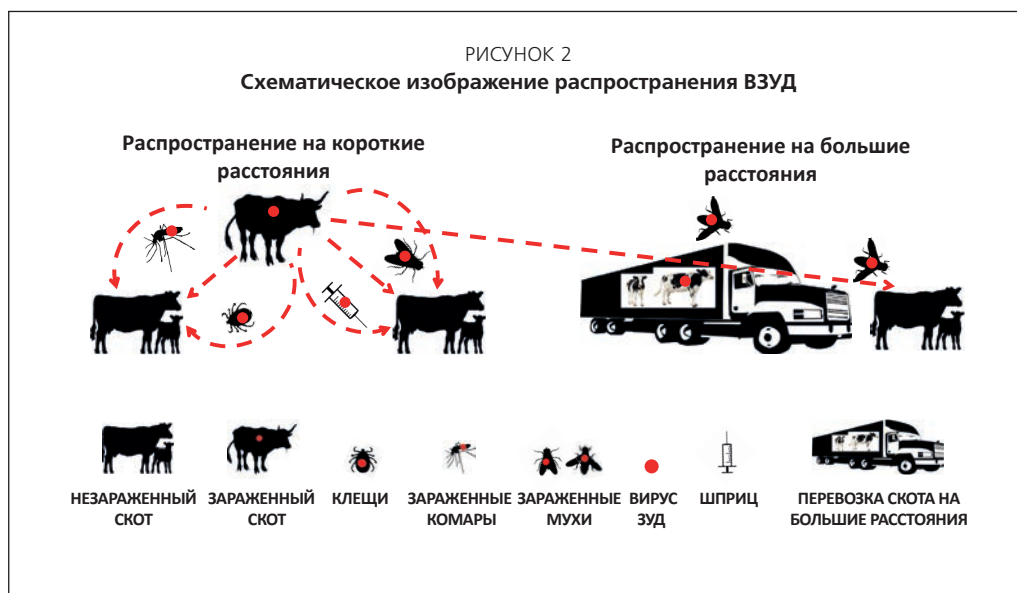 РИСУНОК 2
Схематическое изображение распространения ВЗУД
Распространение на короткие
расстояния
Распространение на большие
расстояния
НЕЗАРАЖЕННЫЙ
СКОТ
ЗАРАЖЕННЫЙ
СКОТ
КЛЕЩИ
ЗАРАЖЕННЫЕ
КОМАРЫ
ЗАРАЖЕННЫЕ
МУХИ
ВИРУС
ЗУД
ШПРИЦ
ПЕРЕВОЗКА СКОТА НА
БОЛЬШИЕ РАССТОЯНИЯ